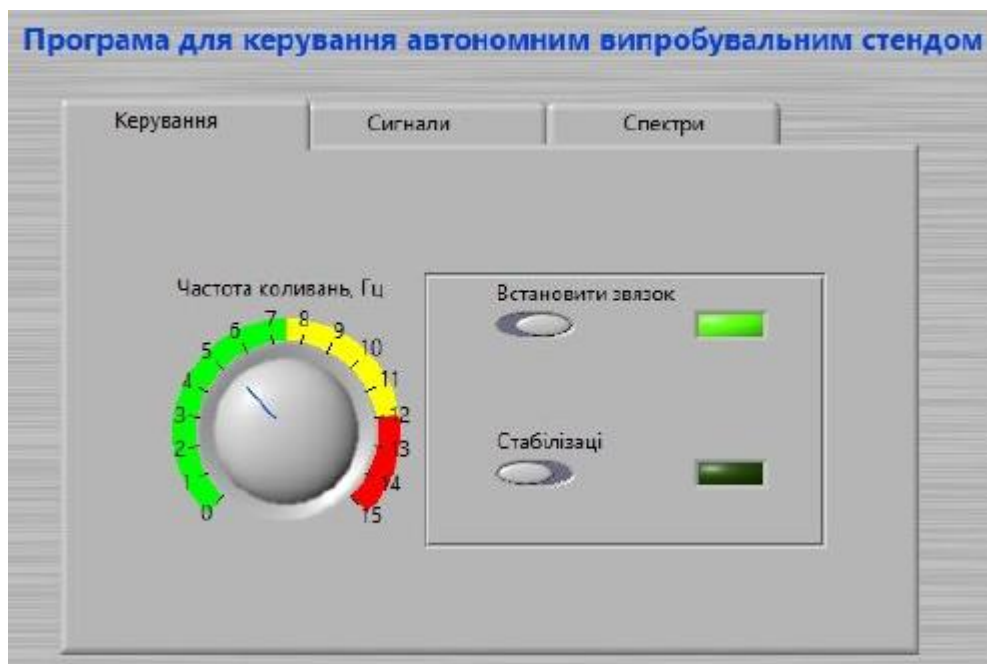 Програма для керування автономним випробувальним стендом
Керування
Сигнали
Спектри
Частота коливань, Гц
0
1
2
3
4
5
6
7
8
9
10
11
12
13
14
15
Встановити звязок
Стабілізаці